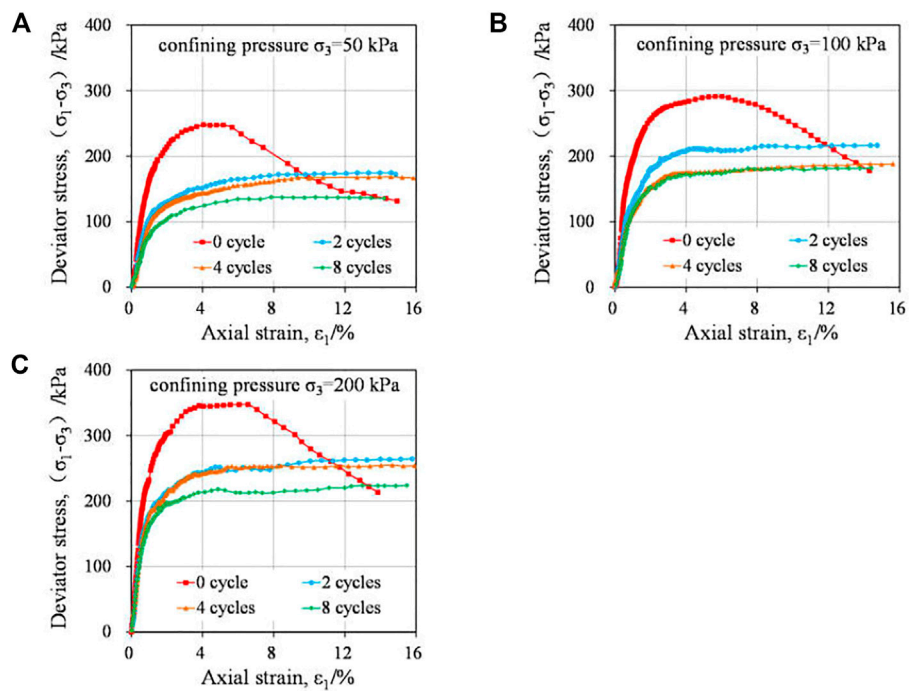 A
confining pressure σ₃=50 kPa
Deviator stress, (σ₁-σ₃) /kPa
400
300
200
100
0
0 cycle
2 cycles
4 cycles
8 cycles
0 4 8 12 16
Axial strain, ε₁/%
B
confining pressure σ₃=100 kPa
Deviator stress, (σ₁-σ₃) /kPa
400
300
200
100
0
0 cycle
2 cycles
4 cycles
8 cycles
0 4 8 12 16
Axial strain, ε₁/%
C
confining pressure σ₃=200 kPa
Deviator stress, (σ₁-σ₃) /kPa
400
300
200
100
0
0 cycle
2 cycles
4 cycles
8 cycles
0 4 8 12 16
Axial strain, ε₁/%